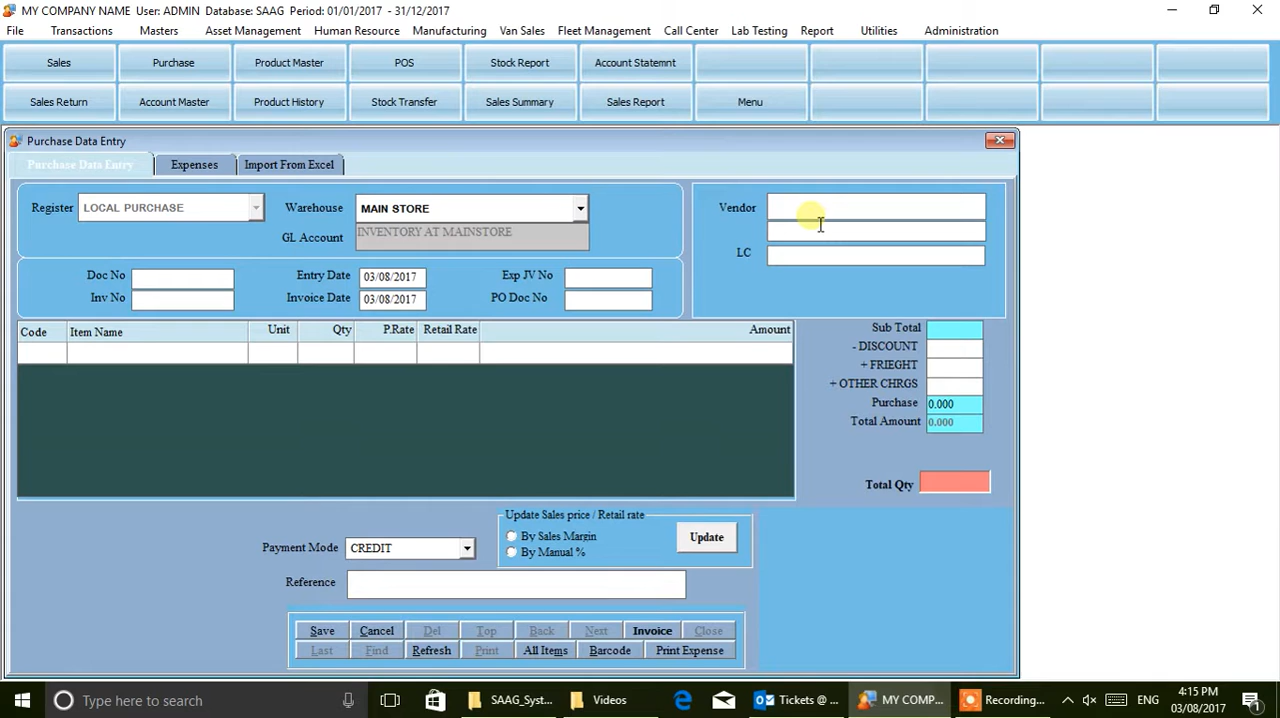 MY COMPANY NAME User: ADMIN Database: SAAG Period: 01/01/2017 - 31/12/2017
File Transactions Masters Asset Management Human Resource Manufacturing Van Sales Fleet Management Call Center Lab Testing Report Utilities Administration
Sales Purchase Product Master POS Stock Report Account Statemnt
Sales Return Account Master Product History Stock Transfer Sales Summary Sales Report Menu
Purchase Data Entry
Purchase Data Entry Expenses Import From Excel
Register LOCAL PURCHASE Warehouse MAIN STORE Vendor
GL Account INVENTORY AT MAINSTORE
LC
Doc No Entry Date 03/08/2017 Exp JV No
Inv No Invoice Date 03/08/2017 PO Doc No
Code Item Name Unit Qty P.Rate Retail Rate Amount
Sub Total
- DISCOUNT
+ FRIEGHT
+ OTHER CHRGS
Purchase 0.000
Total Amount 0.000
Total Qty
Update Sales price / Retail rate
By Sales Margin
By Manual %
Update
Payment Mode CREDIT
Reference
Save Cancel Del Top Back Next Invoice Close
Last Find Refresh Print All Items Barcode Print Expense
Type here to search SAAG_Syst... Videos Tickets @ ... MY COMP... Recording... ENG 4:15 PM
03/08/2017
1